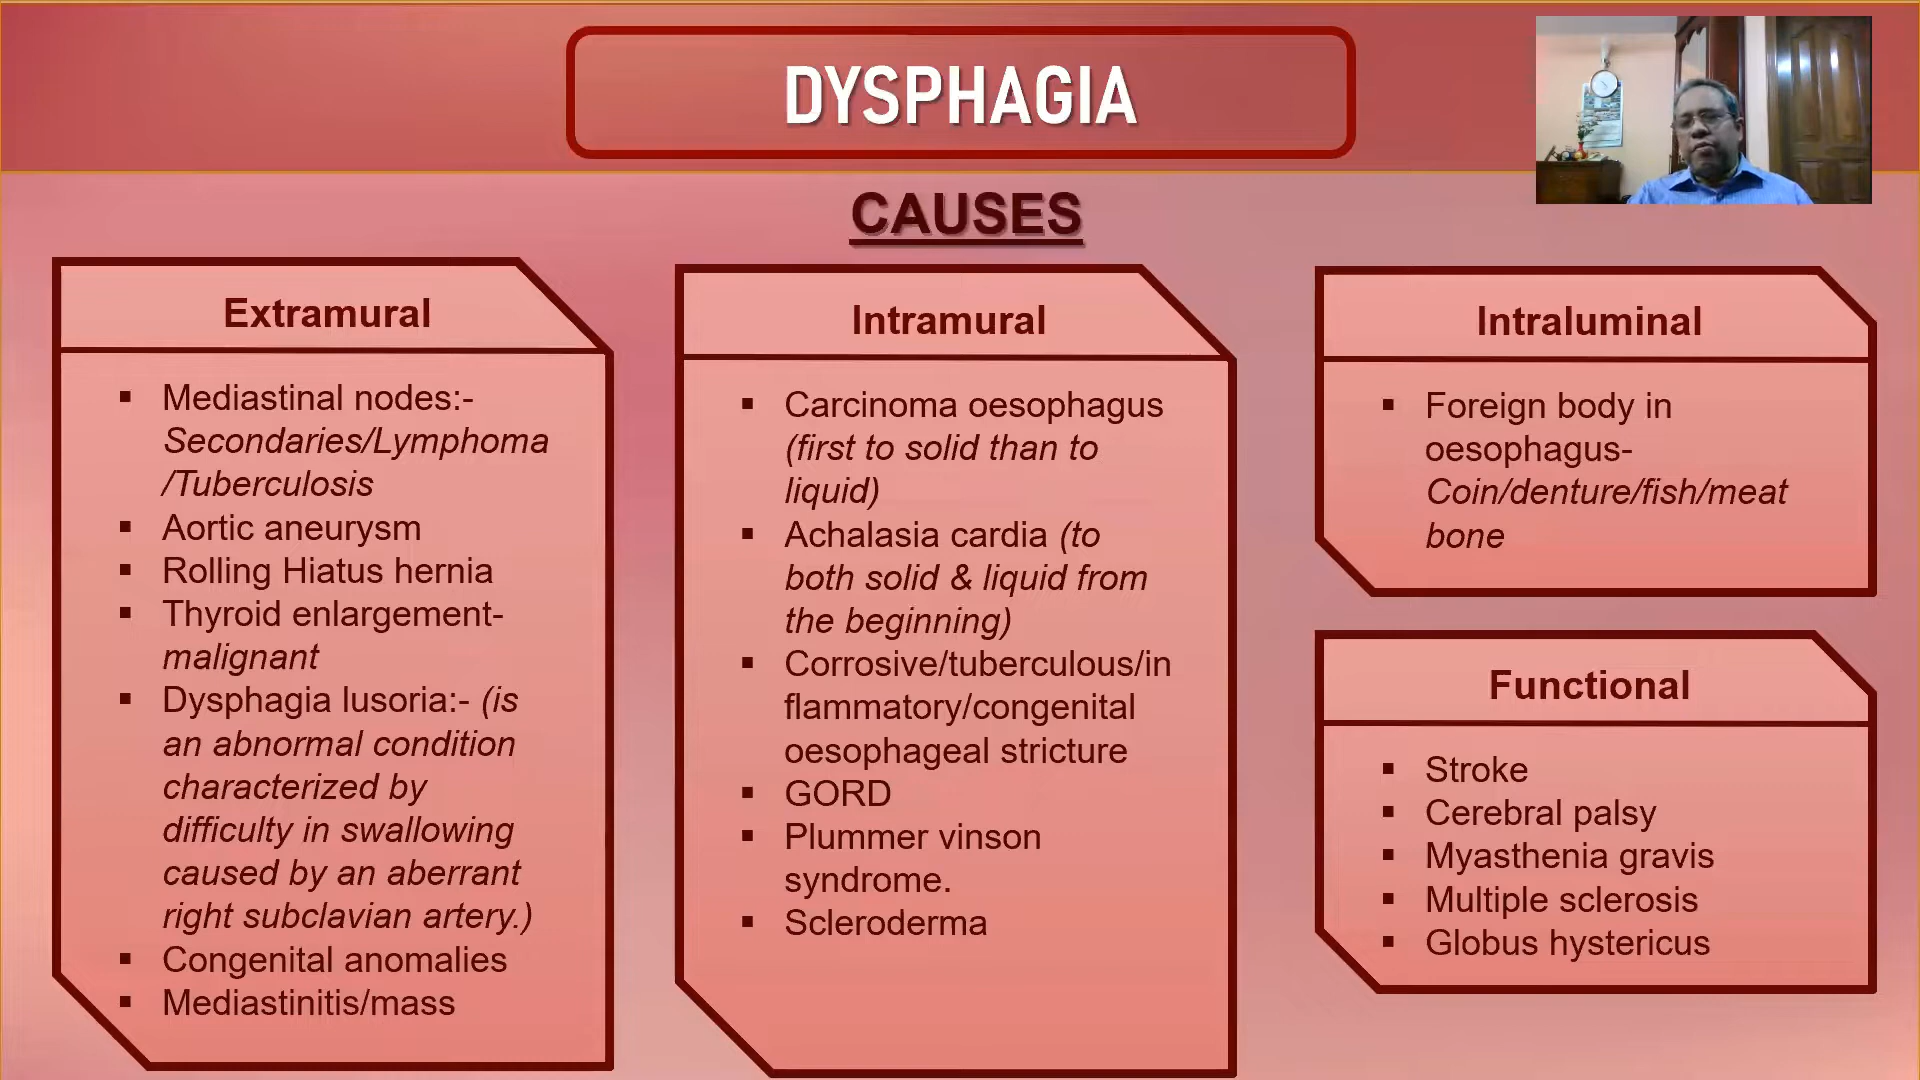 DYSPHAGIA
CAUSES
Extramural
▪ Mediastinal nodes:-
Secondaries/Lymphoma
/Tuberculosis
▪ Aortic aneurysm
▪ Rolling Hiatus hernia
▪ Thyroid enlargement-
malignant
▪ Dysphagia lusoria:- (is
an abnormal condition
characterized by
difficulty in swallowing
caused by an aberrant
right subclavian artery.)
▪ Congenital anomalies
▪ Mediastinitis/mass
Intramural
▪ Carcinoma oesophagus
(first to solid than to
liquid)
▪ Achalasia cardia (to
both solid & liquid from
the beginning)
▪ Corrosive/tuberculous/in
flammatory/congenital
oesophageal stricture
▪ GORD
▪ Plummer vinson
syndrome.
▪ Scleroderma
Intraluminal
▪ Foreign body in
oesophagus-
Coin/denture/fish/meat
bone
Functional
▪ Stroke
▪ Cerebral palsy
▪ Myasthenia gravis
▪ Multiple sclerosis
▪ Globus hystericus